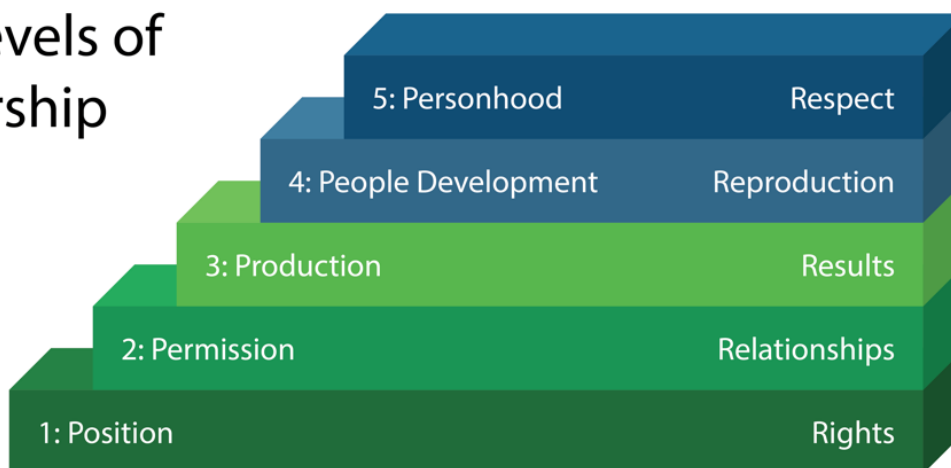 evels of
rship
5: Personhood Respect
4: People Development Reproduction
3: Production Results
2: Permission Relationships
1: Position Rights